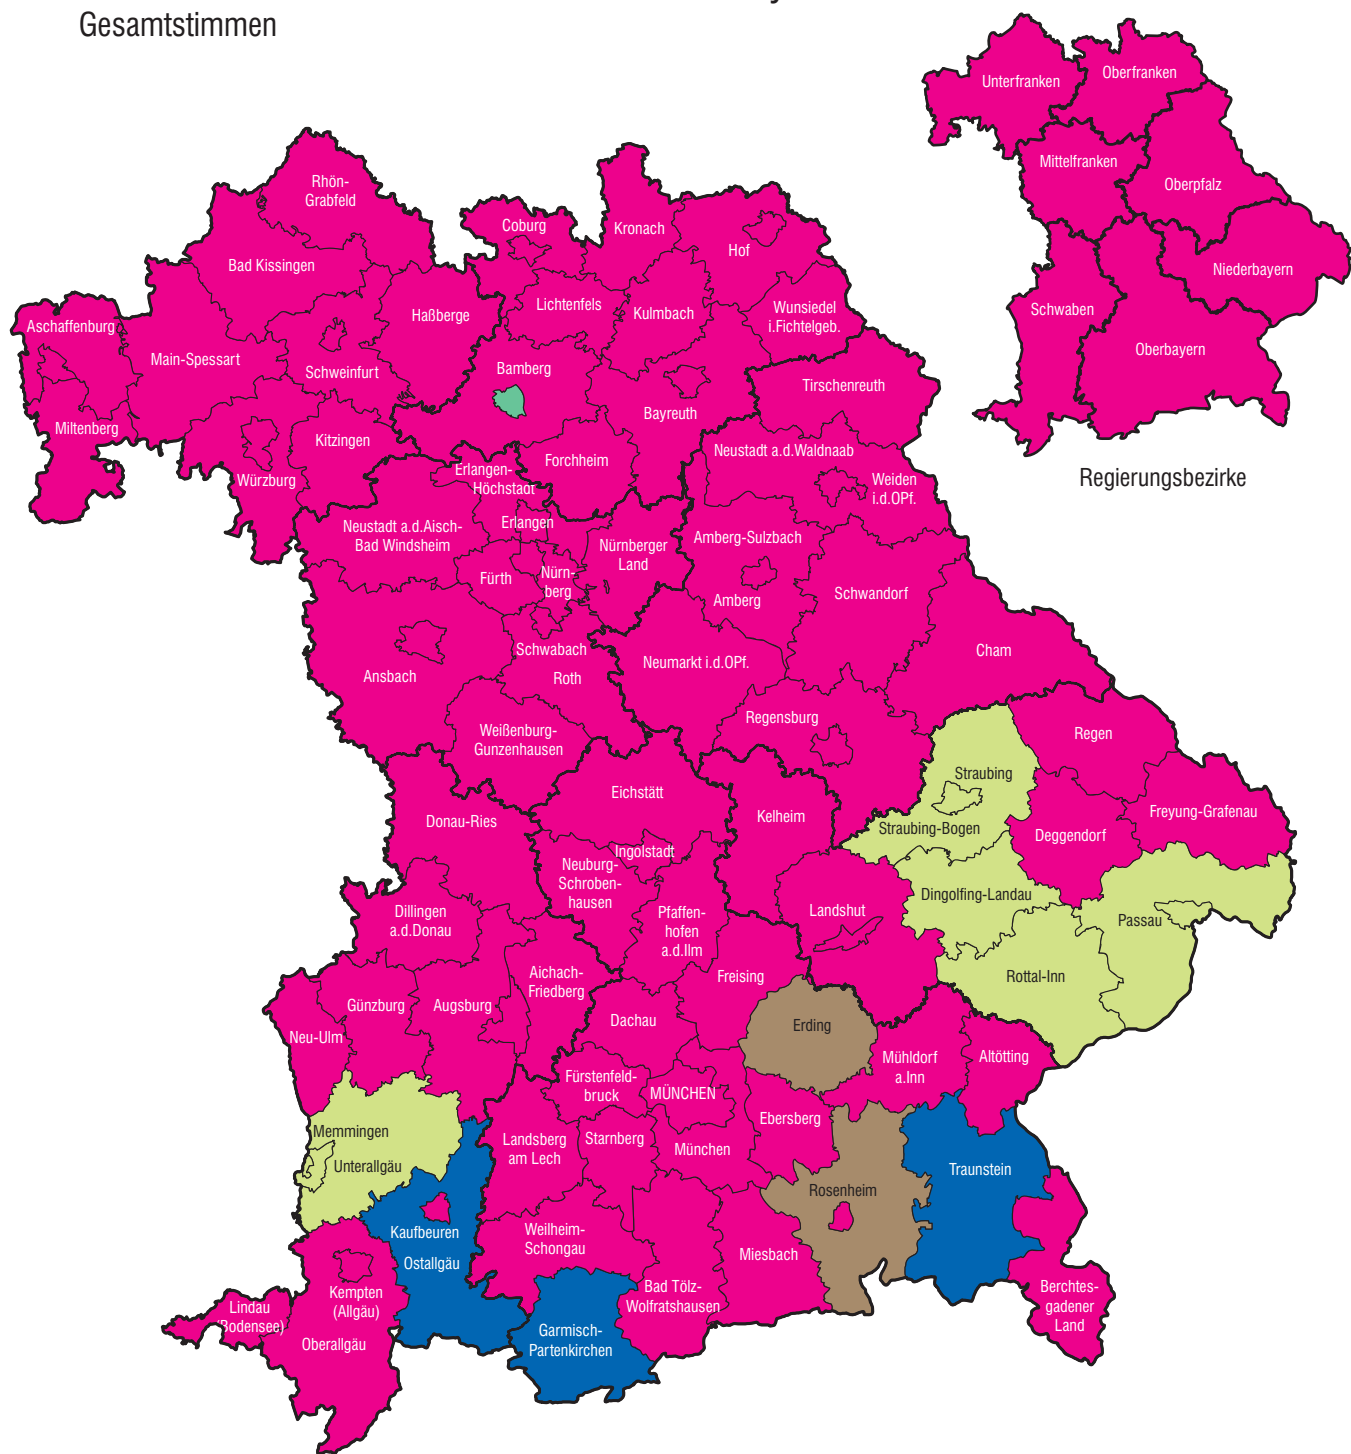 Gesamtstimmen
Unterfranken
Oberfranken
Mittelfranken
Oberpfalz
Niederbayern
Schwaben
Oberbayern
Regierungsbezirke
Rhön-
Grabfeld
Coburg
Kronach
Hof
Bad Kissingen
Lichtenfels
Kulmbach
Wunsiedel
i.Fichtelgeb.
Haßberge
Aschaffenburg
Main-Spessart
Schweinfurt
Bamberg
Tirschenreuth
Bayreuth
Miltenberg
Kitzingen
Neustadt a.d.Waldnaab
Forchheim
Erlangen-
Höchstadt
Würzburg
Weiden
i.d.OPf.
Neustadt a.d.Aisch-
Bad Windsheim
Erlangen
Nürnberger
Land
Amberg-Sulzbach
Fürth
Nürn-
berg
Amberg
Schwandorf
Schwabach
Cham
Neumarkt i.d.OPf.
Ansbach
Roth
Regensburg
Weißenburg-
Gunzenhausen
Regen
Straubing
Eichstätt
Donau-Ries
Kelheim
Straubing-Bogen
Deggendorf
Freyung-Grafenau
Ingolstadt
Neuburg-
Schroben-
hausen
Dingolfing-Landau
Dillingen
a.d.Donau
Pfaffen-
hofen
a.d.Ilm
Landshut
Passau
Aichach-
Friedberg
Freising
Rottal-Inn
Günzburg
Augsburg
Dachau
Erding
Neu-Ulm
Mühldorf
a.Inn
Altötting
Fürstenfeld-
bruck
MÜNCHEN
Ebersberg
Memmingen
Landsberg
am Lech
Starnberg
München
Unterallgäu
Traunstein
Rosenheim
Kaufbeuren
Weilheim-
Schongau
Miesbach
Ostallgäu
Kempten
(Allgäu)
Bad Tölz-
Wolfratshausen
Berchtes-
gadener
Land
Lindau
(Bodensee)
Oberallgäu
Garmisch-
Partenkirchen